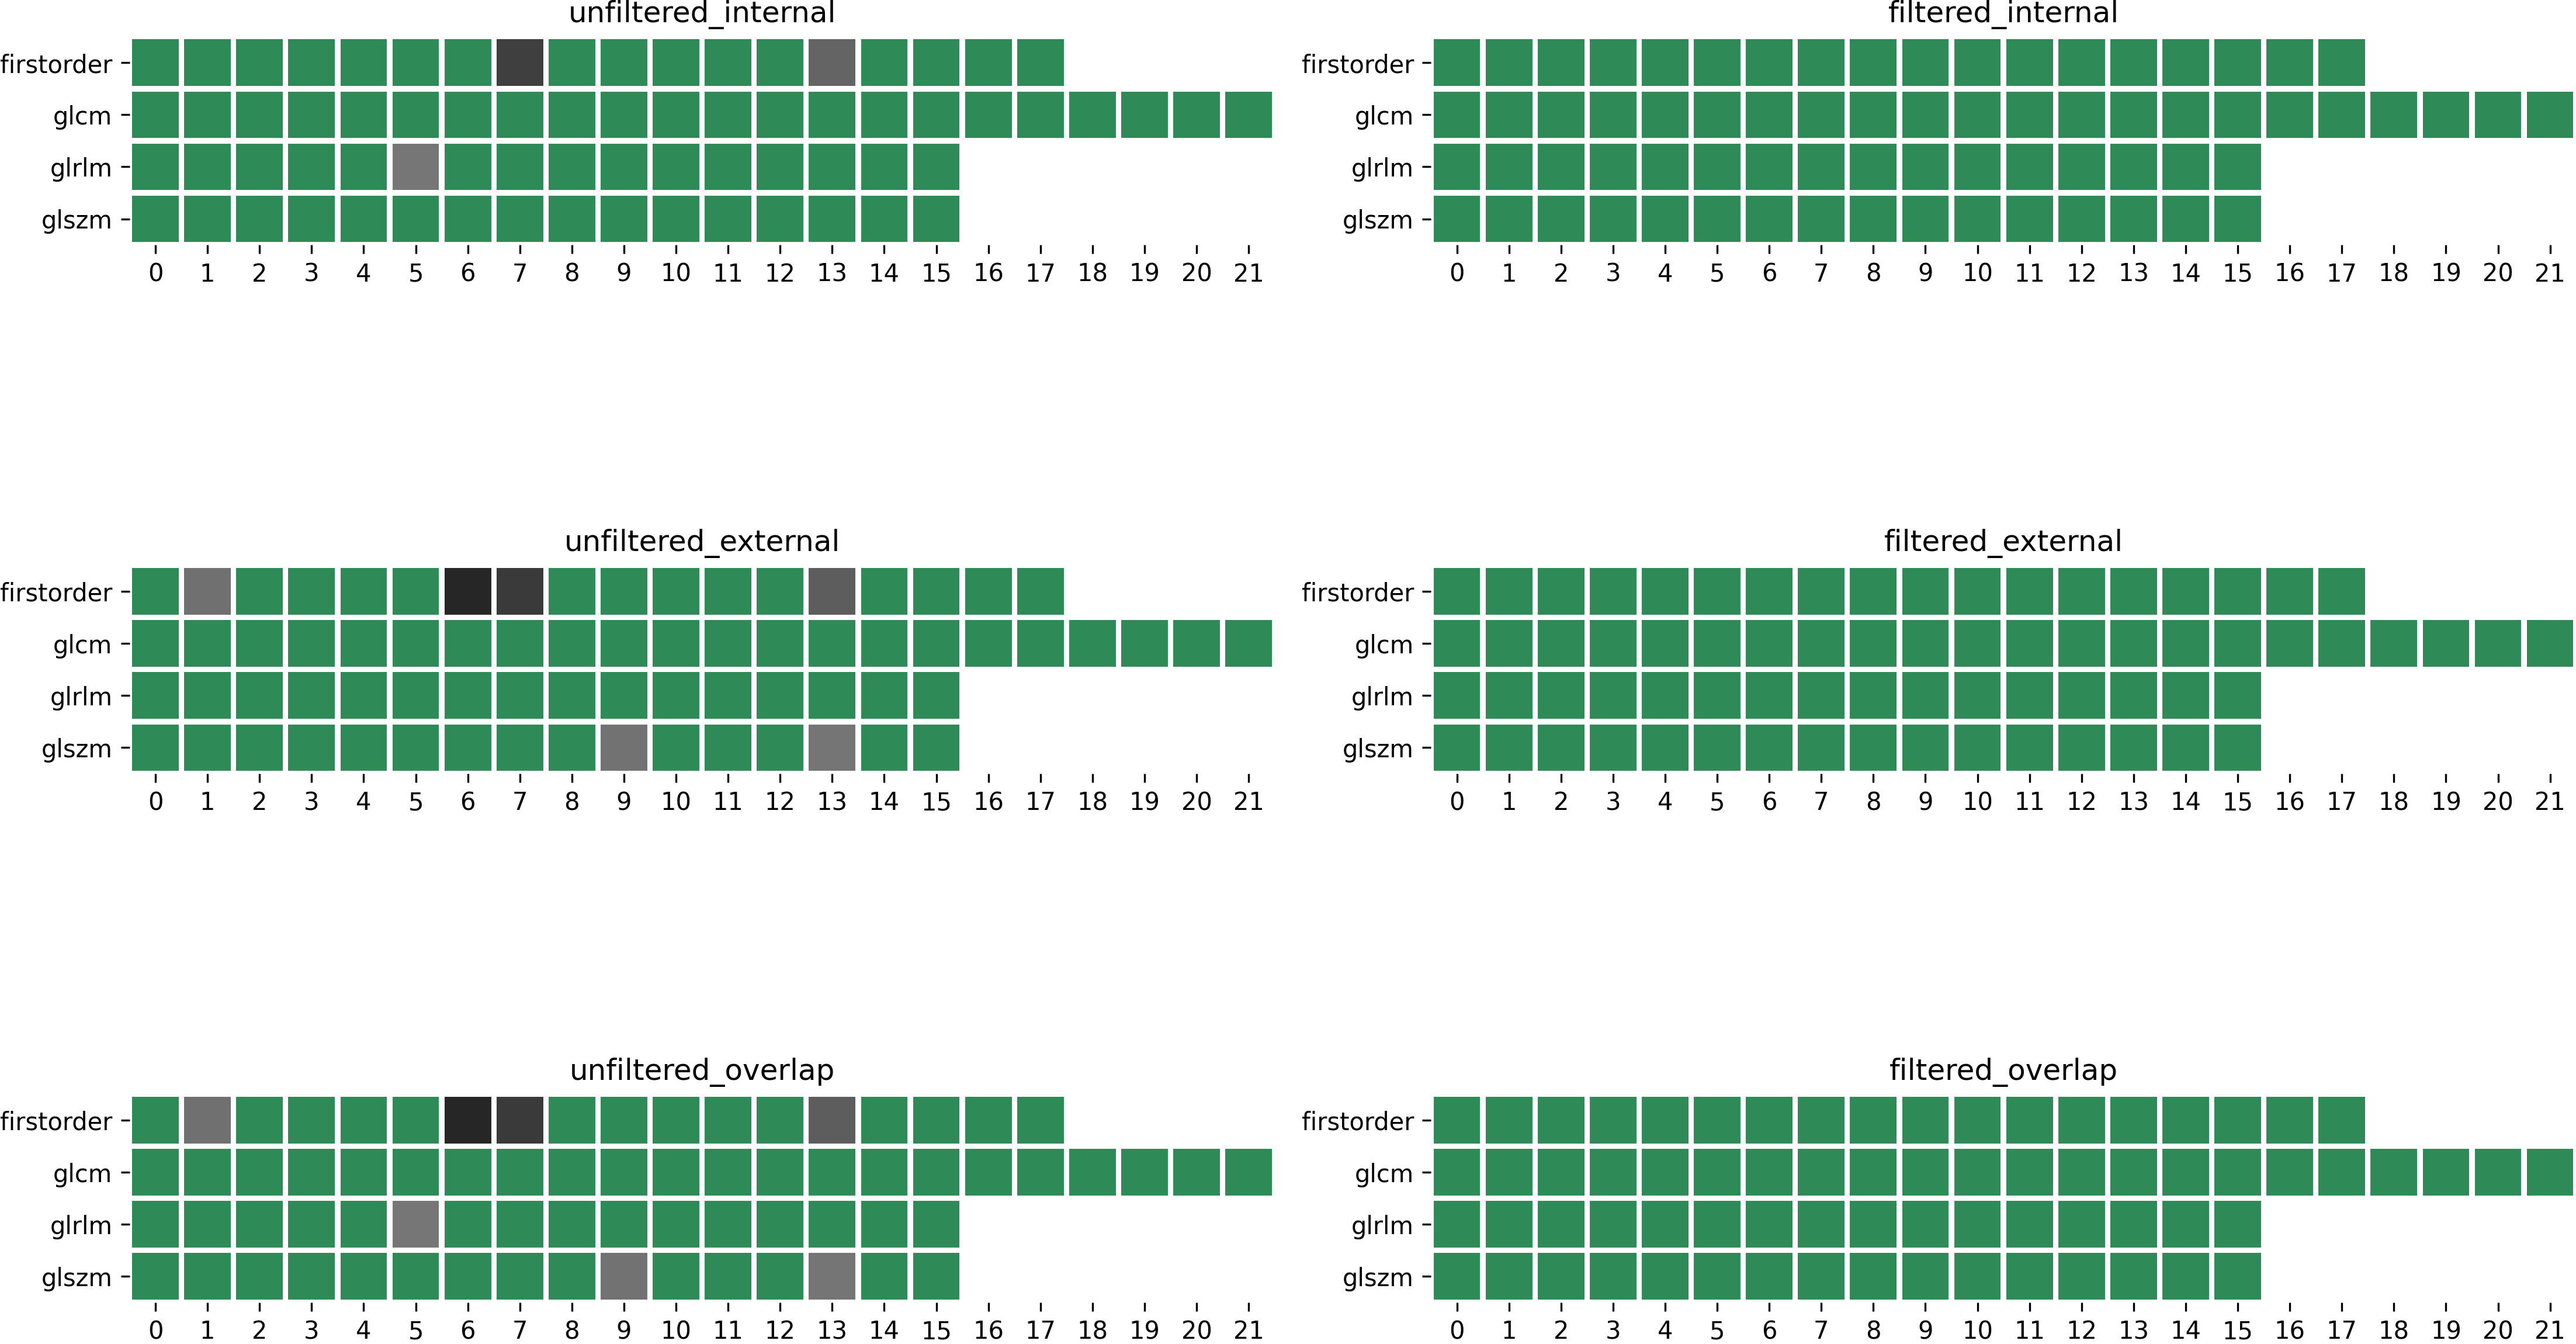 unfiltered_internal
firstorder
glcm
glrlm
glszm
0 1 2 3 4 5 6 7 8 9 10 11 12 13 14 15 16 17 18 19 20 21
filtered_internal
firstorder
glcm
glrlm
glszm
0 1 2 3 4 5 6 7 8 9 10 11 12 13 14 15 16 17 18 19 20 21
unfiltered_external
firstorder
glcm
glrlm
glszm
0 1 2 3 4 5 6 7 8 9 10 11 12 13 14 15 16 17 18 19 20 21
filtered_external
firstorder
glcm
glrlm
glszm
0 1 2 3 4 5 6 7 8 9 10 11 12 13 14 15 16 17 18 19 20 21
unfiltered_overlap
firstorder
glcm
glrlm
glszm
0 1 2 3 4 5 6 7 8 9 10 11 12 13 14 15 16 17 18 19 20 21
filtered_overlap
firstorder
glcm
glrlm
glszm
0 1 2 3 4 5 6 7 8 9 10 11 12 13 14 15 16 17 18 19 20 21